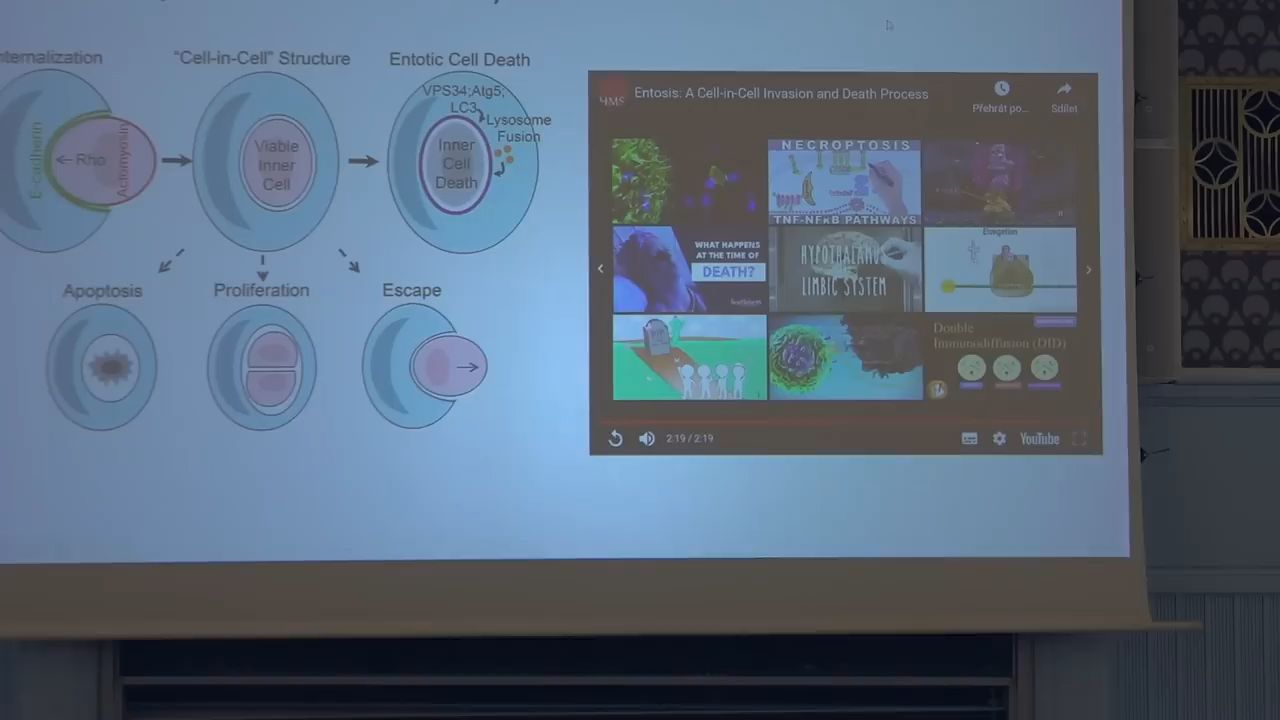 nternalization
"Cell-in-Cell" Structure
Entotic Cell Death
E-cadherin
←Rho
Actomyosin
Viable
Inner
Cell
VPS34;Atg5;
LC3
Lysosome
Fusion
Inner
Cell
Death
Apoptosis
Proliferation
Escape
HMS
Entosis: A Cell-in-Cell Invasion and Death Process
Přehrát po...
Sdílet
NECROPTOSIS
TNF-NFκB PATHWAYS
WHAT HAPPENS
AT THE TIME OF
DEATH?
HYPOTHALAMUS
LIMBIC SYSTEM
Elongation
RIP
Double
Immunodiffusion (DID)
2:19 / 2:19
YouTube